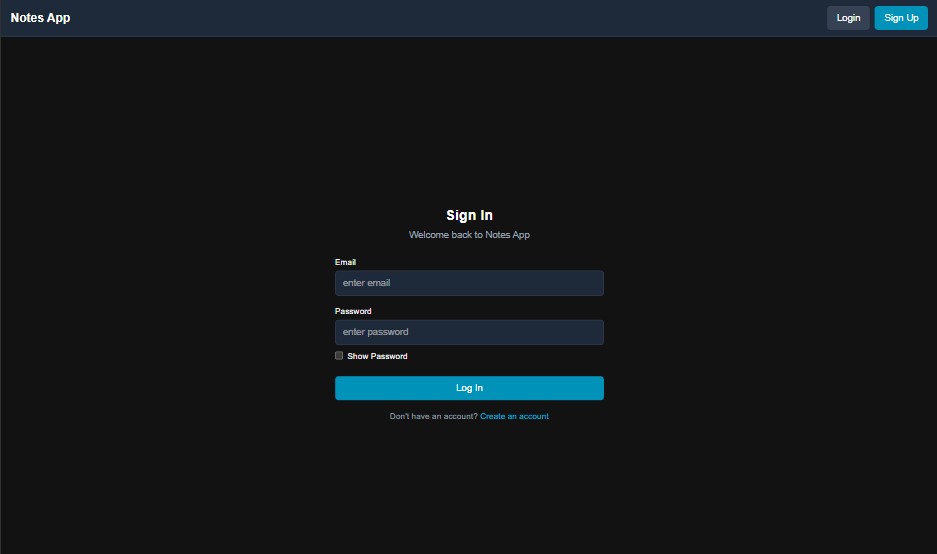 Notes App
Login
Sign Up
Sign In
Welcome back to Notes App
Email
enter email
Password
enter password
Show Password
Log In
Don't have an account? Create an account